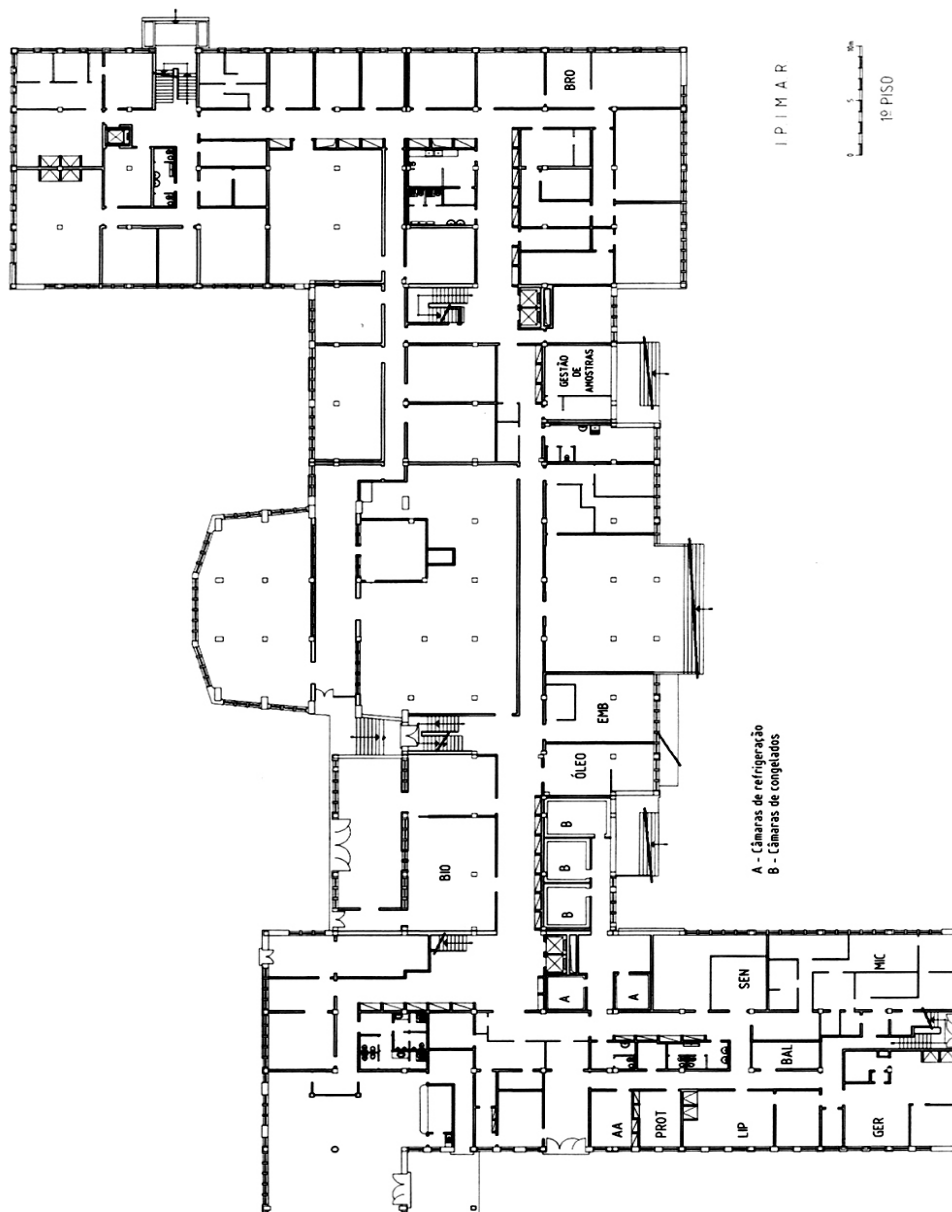 IPIMAR
1º PISO
0 5 10m
BRO
GESTÃO
DE
AMOSTRAS
EMB
ÓLEO
B
B
B
BIO
A
A
SEN
MIC
BAL
AA
PROT
LIP
GER
A - Câmaras de refrigeração
B - Câmaras de congelados